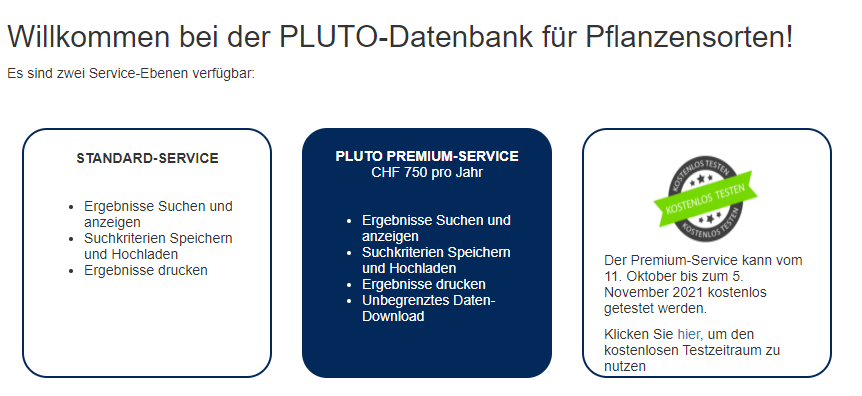 Willkommen bei der PLUTO-Datenbank für Pflanzensorten!
Es sind zwei Service-Ebenen verfügbar:
STANDARD-SERVICE
• Ergebnisse Suchen und
anzeigen
• Suchkriterien Speichern
und Hochladen
• Ergebnisse drucken
PLUTO PREMIUM-SERVICE
CHF 750 pro Jahr
• Ergebnisse Suchen und
anzeigen
• Suchkriterien Speichern
und Hochladen
• Ergebnisse drucken
• Unbegrenztes Daten-
Download
KOSTENLOS TESTEN
KOSTENLOS TESTEN
KOSTENLOS TESTEN
Der Premium-Service kann vom
11. Oktober bis zum 5.
November 2021 kostenlos
getestet werden.
Klicken Sie hier, um den
kostenlosen Testzeitraum zu
nutzen